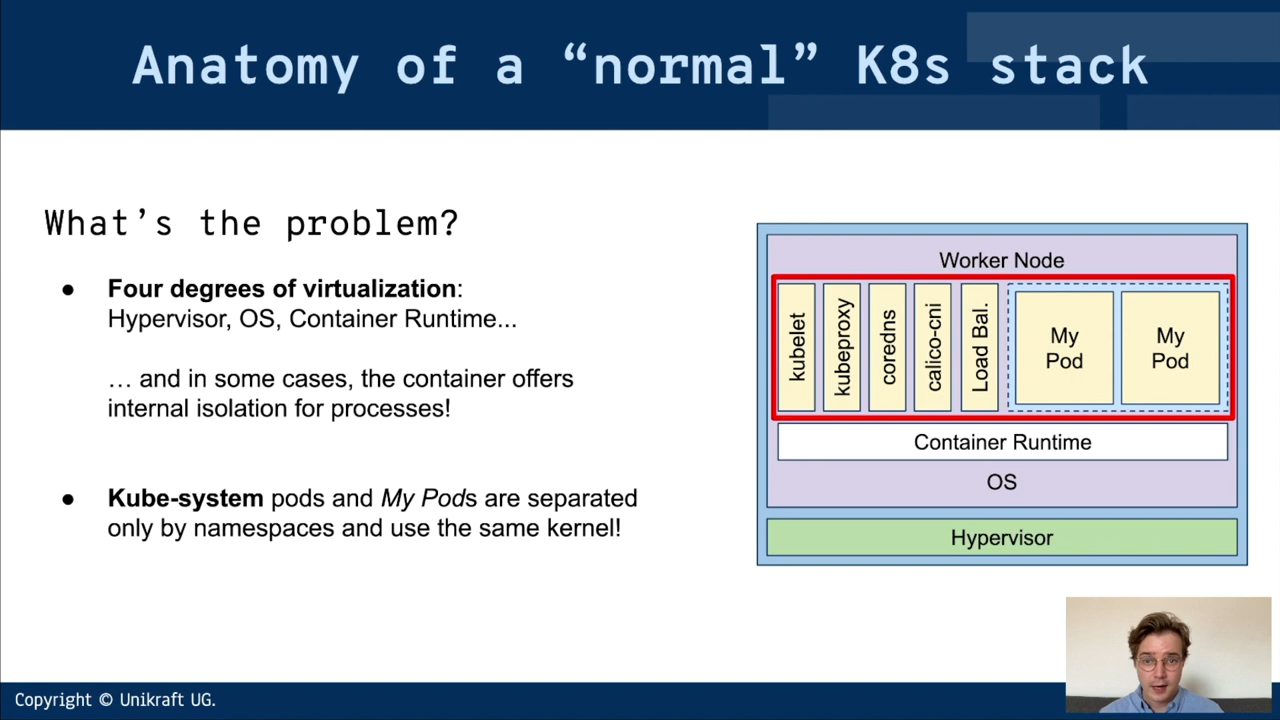 Anatomy of a “normal” K8s stack
What’s the problem?
● Four degrees of virtualization:
Hypervisor, OS, Container Runtime...
… and in some cases, the container offers
internal isolation for processes!
● Kube-system pods and My Pods are separated
only by namespaces and use the same kernel!
Worker Node
kubelet
kubeproxy
coredns
calico-cni
Load Bal.
My
Pod
My
Pod
Container Runtime
OS
Hypervisor
Copyright © Unikraft UG.